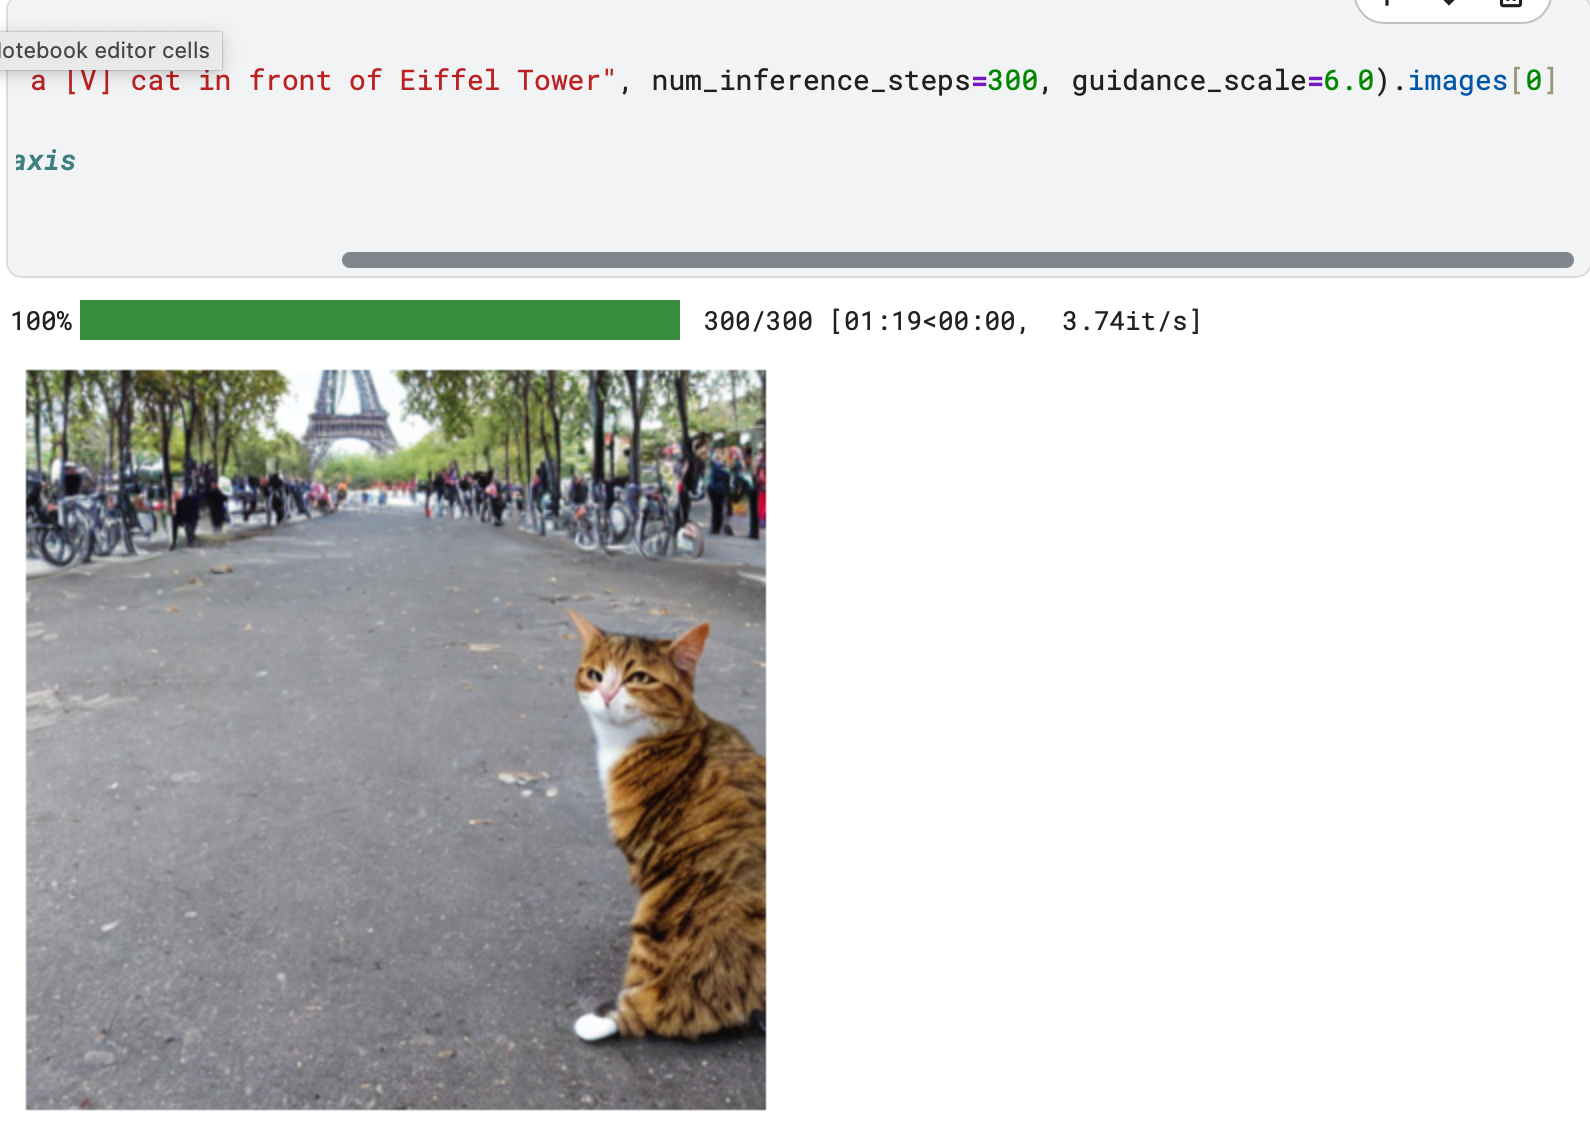 otebook editor cells
a [V] cat in front of Eiffel Tower", num_inference_steps=300, guidance_scale=6.0).images[0]
axis
100% 300/300 [01:19<00:00, 3.74it/s]